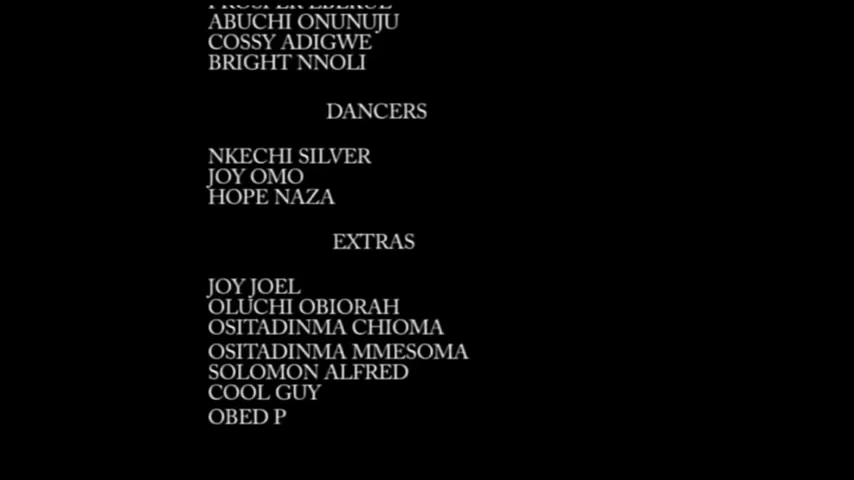 ABUCHI ONUNUJU
COSSY ADIGWE
BRIGHT NNOLI
DANCERS
NKECHI SILVER
JOY OMO
HOPE NAZA
EXTRAS
JOY JOEL
OLUCHI OBIORAH
OSITADINMA CHIOMA
OSITADINMA MMESOMA
SOLOMON ALFRED
COOL GUY
OBED P